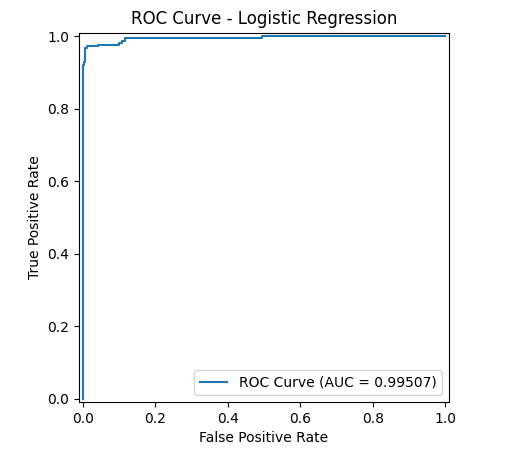 ROC Curve - Logistic Regression
1.0
0.8
0.6
0.4
0.2
0.0
True Positive Rate
ROC Curve (AUC = 0.99507)
0.0 0.2 0.4 0.6 0.8 1.0
False Positive Rate